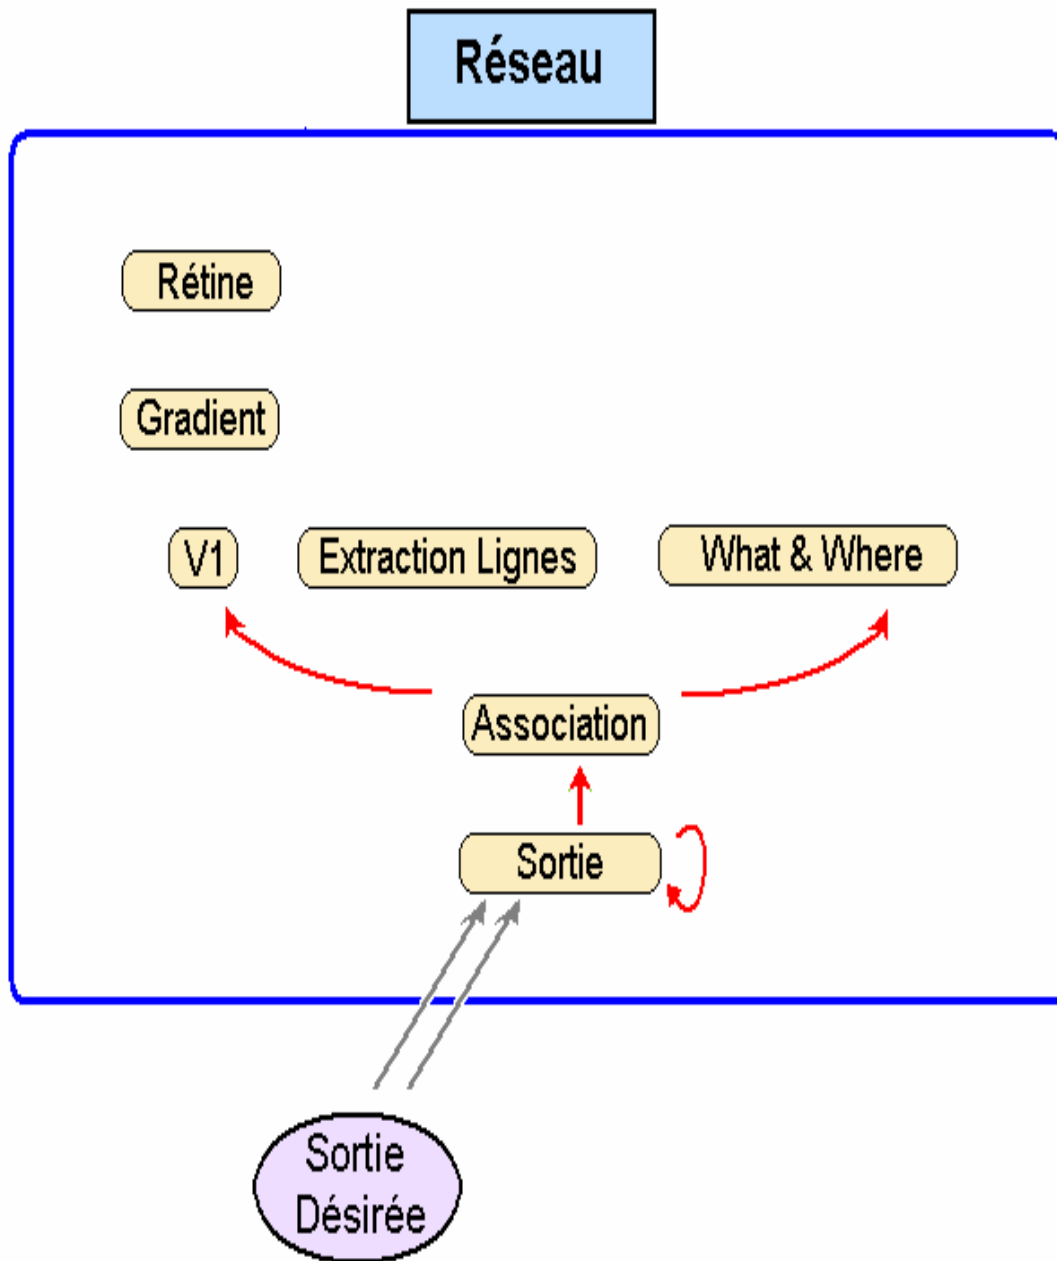 Réseau
Rétine
Gradient
V1
Extraction Lignes
What & Where
Association
Sortie
Sortie
Désirée